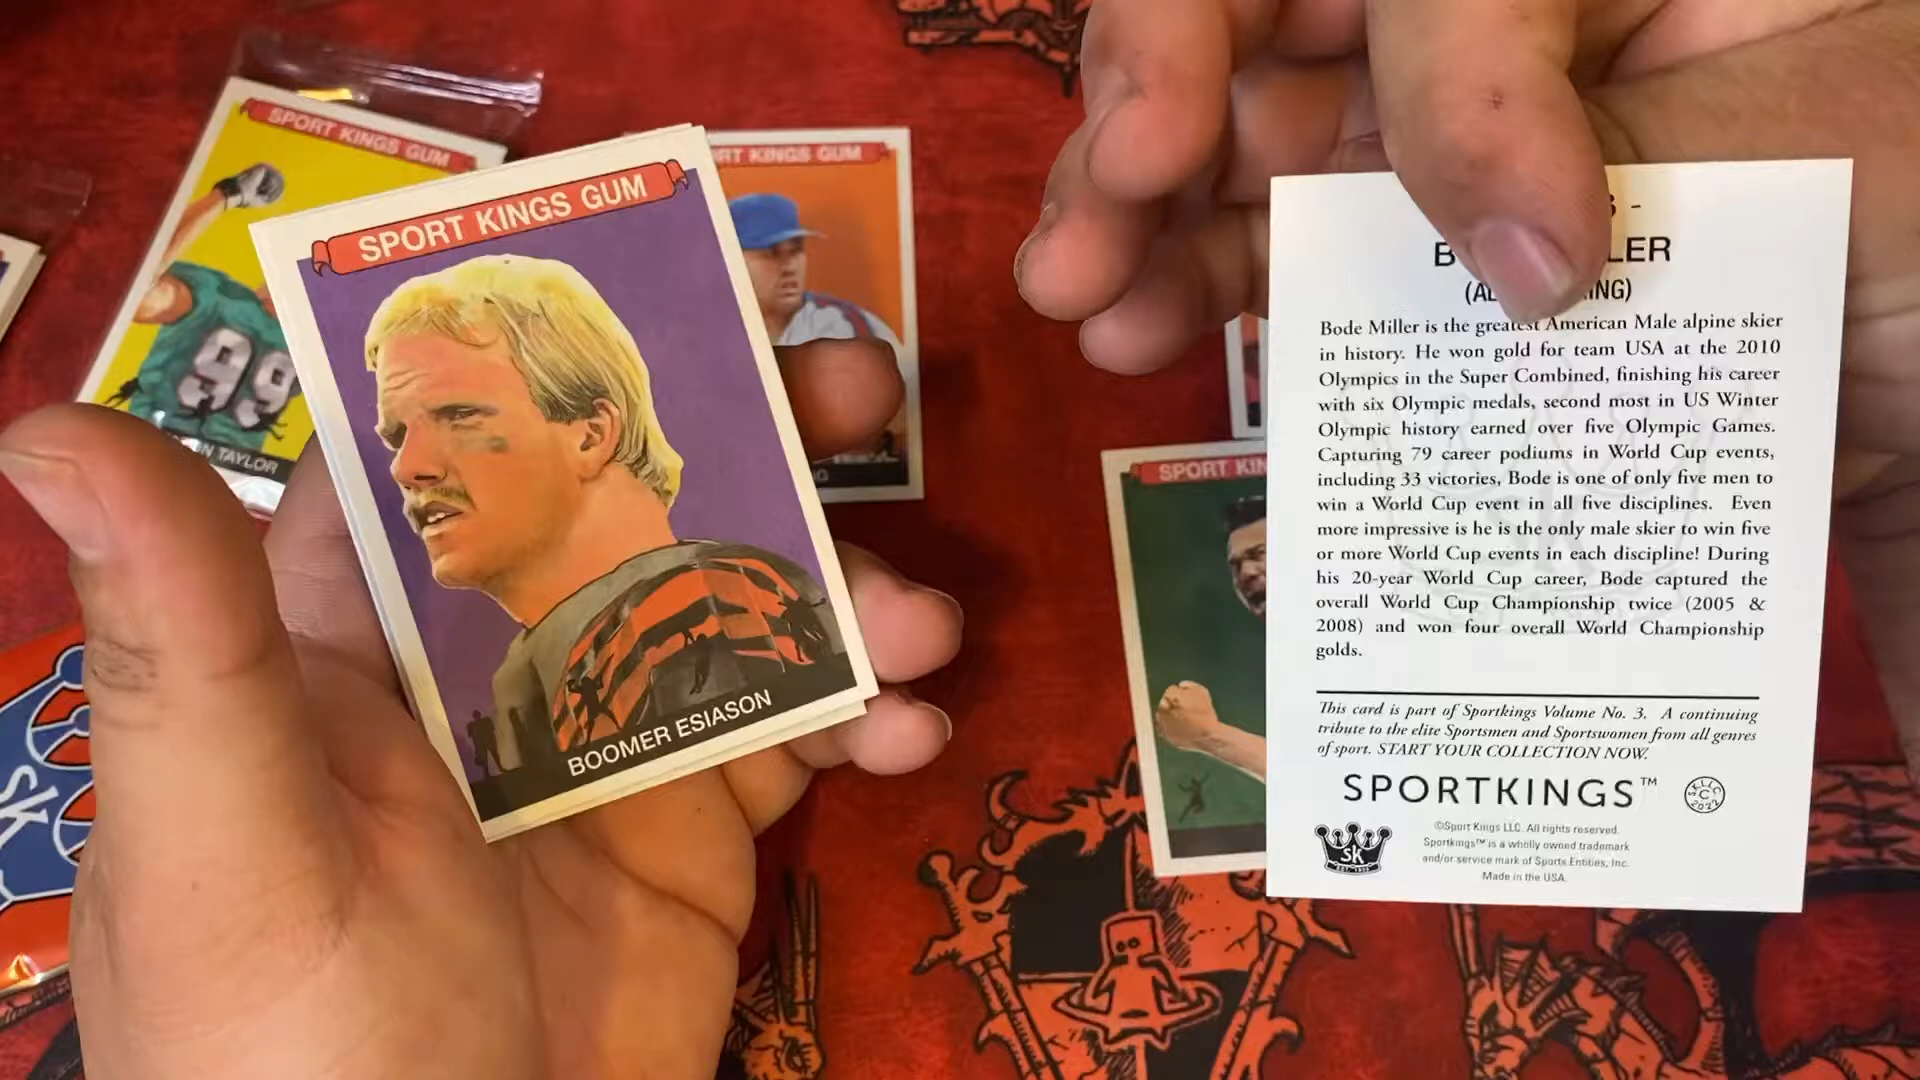 SPORT KINGS GUM
99
TAYLOR
SPORT KINGS GUM
BOOMER ESIASON
KINGS GUM
SPORT
SK
-
(AL
ING)
Bode Miller is the greatest American Male alpine skier
in history. He won gold for team USA at the 2010
Olympics in the Super Combined, finishing his career
with six Olympic medals, second most in US Winter
Olympic history earned over five Olympic Games.
Capturing 79 career podiums in World Cup events,
including 33 victories, Bode is one of only five men to
win a World Cup event in all five disciplines. Even
more impressive is he is the only male skier to win five
or more World Cup events in each discipline! During
his 20-year World Cup career, Bode captured the
overall World Cup Championship twice (2005 &
2008) and won four overall World Championship
golds.
This card is part of Sportkings Volume No. 3. A continuing
tribute to the elite Sportsmen and Sportswomen from all genres
of sport. START YOUR COLLECTION NOW.
SPORTKINGS™
SKLLC
C
2022
SK
©Sport Kings LLC. All rights reserved.
Sportkings™ is a wholly owned trademark
and/or service mark of Sports Entities, Inc.
Made in the USA.